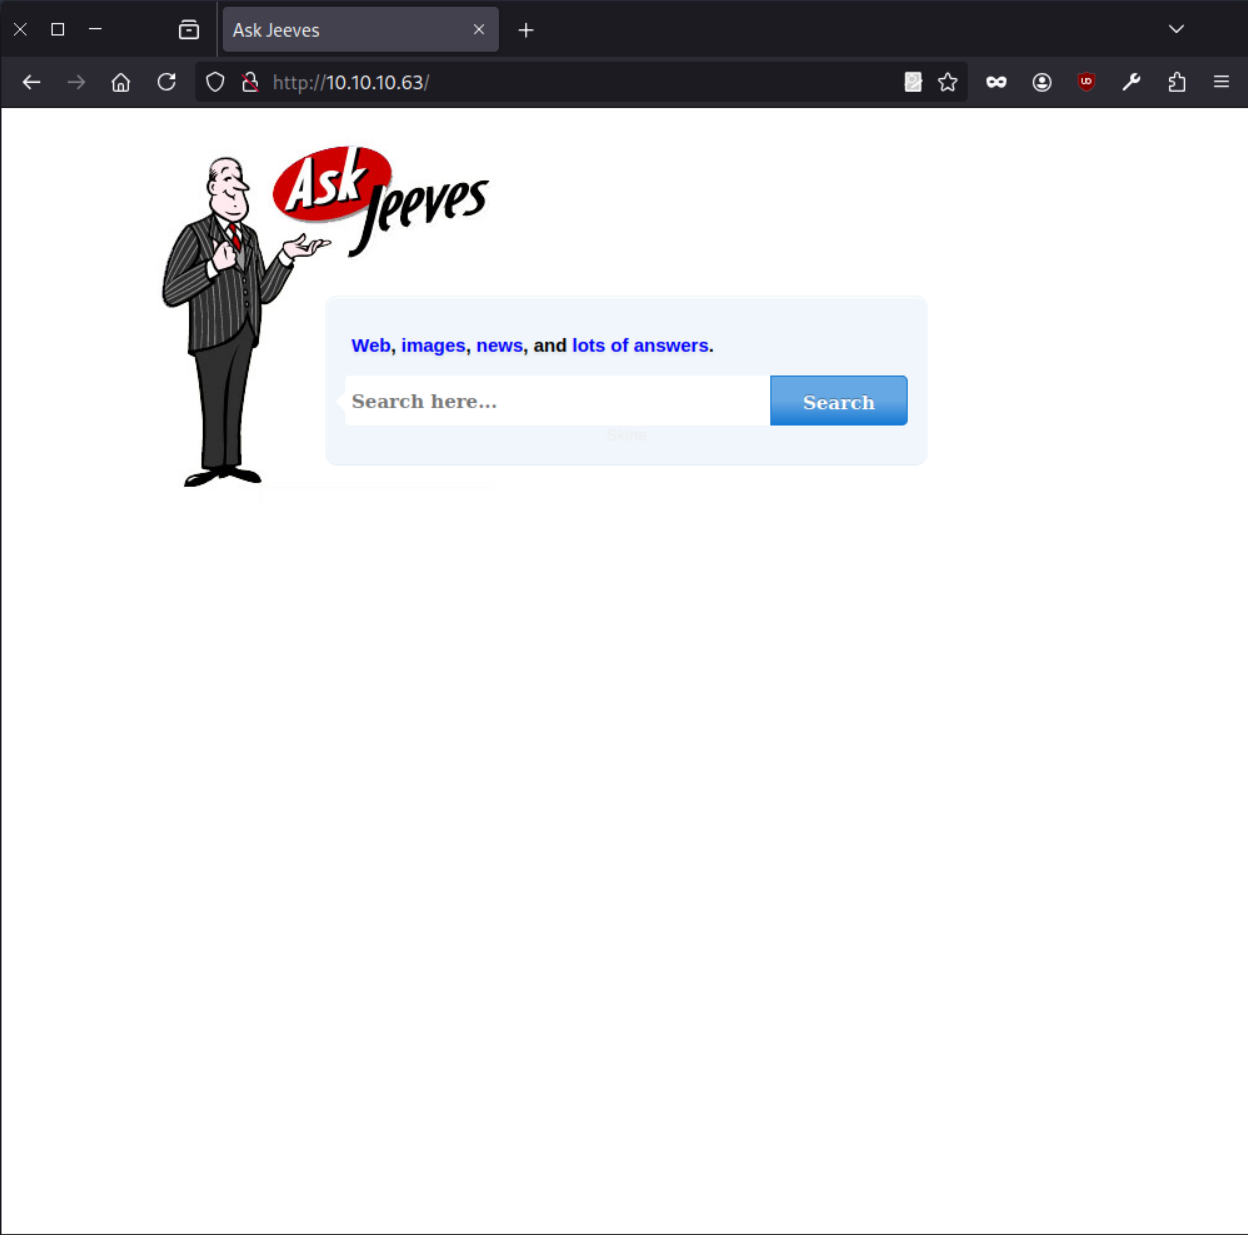 Ask Jeeves
http://10.10.10.63/
Ask
Jeeves
Web, images, news, and lots of answers.
Search here...
Search